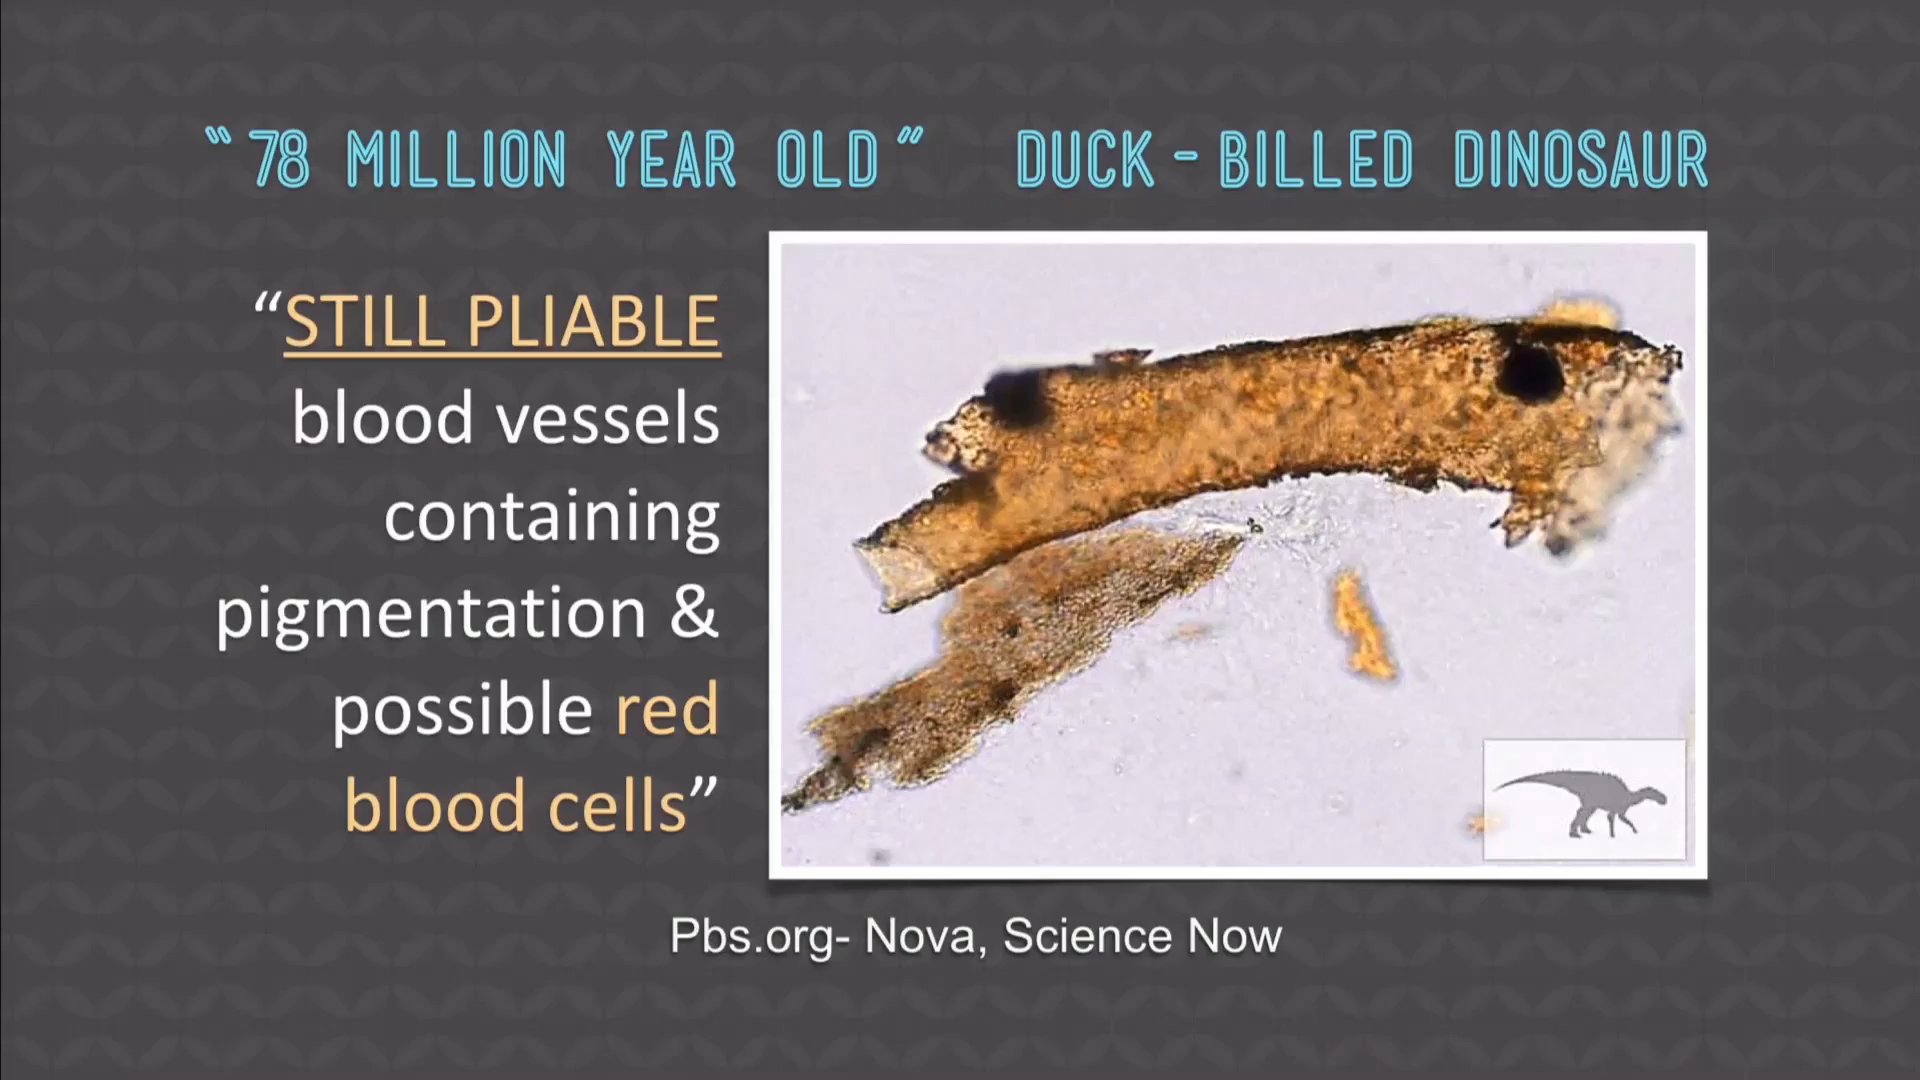 “78 MILLION YEAR OLD” DUCK-BILLED DINOSAUR
“STILL PLIABLE
blood vessels
containing
pigmentation &
possible red
blood cells”
Pbs.org- Nova, Science Now